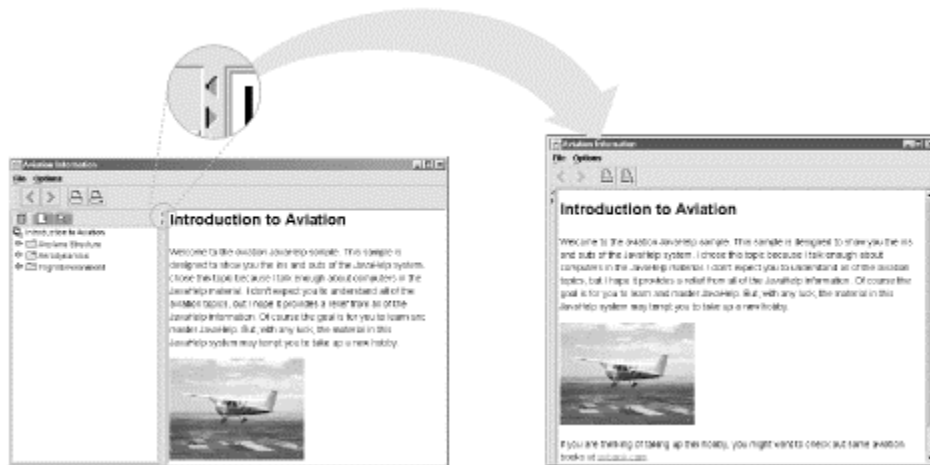 Aviation Information
File Options
Introduction to Aviation
Airplane Structure
Aerodynamics
Flight Environment
Introduction to Aviation
Welcome to the aviation JavaHelp sample. This sample is
designed to show you the ins and outs of the JavaHelp system. I
chose this topic because I talk enough about computers in the
JavaHelp material. I don't expect you to understand all of the
aviation topics, but I hope it provides a relief from all of the
JavaHelp information. Of course the goal is for you to learn and
master JavaHelp. But, with any luck, the material in this
JavaHelp system may tempt you to take up a new hobby.
Aviation Information
File Options
Introduction to Aviation
Welcome to the aviation JavaHelp sample. This sample is designed to show you the ins
and outs of the JavaHelp system. I chose this topic because I talk enough about
computers in the JavaHelp material. I don't expect you to understand all of the aviation
topics, but I hope it provides a relief from all of the JavaHelp information. Of course the
goal is for you to learn and master JavaHelp. But, with any luck, the material in this
JavaHelp system may tempt you to take up a new hobby.
If you are thinking of taking up this hobby, you might want to check out some aviation
books at